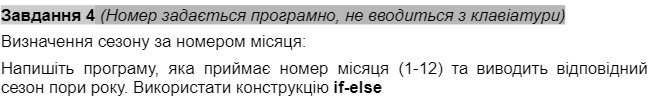 Завдання 4 (Номер задається програмно, не вводиться з клавіатури)
Визначення сезону за номером місяця:
Напишіть програму, яка приймає номер місяця (1-12) та виводить відповідний
сезон пори року. Використати конструкцію if-else